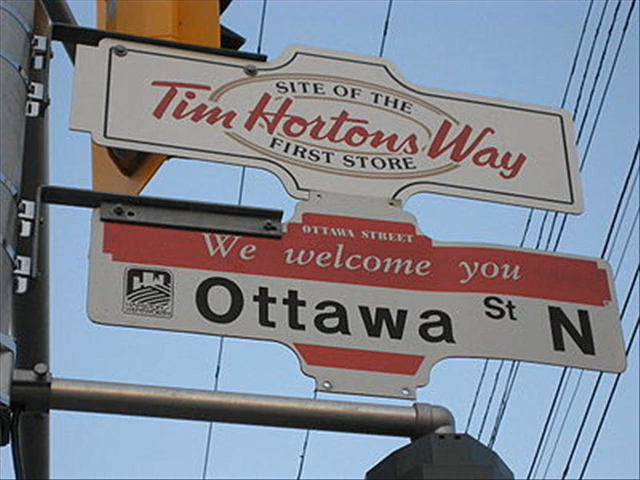 SITE OF THE
Tim Hortons Way
FIRST STORE
OTTAWA STREET
We welcome you
Ottawa St N